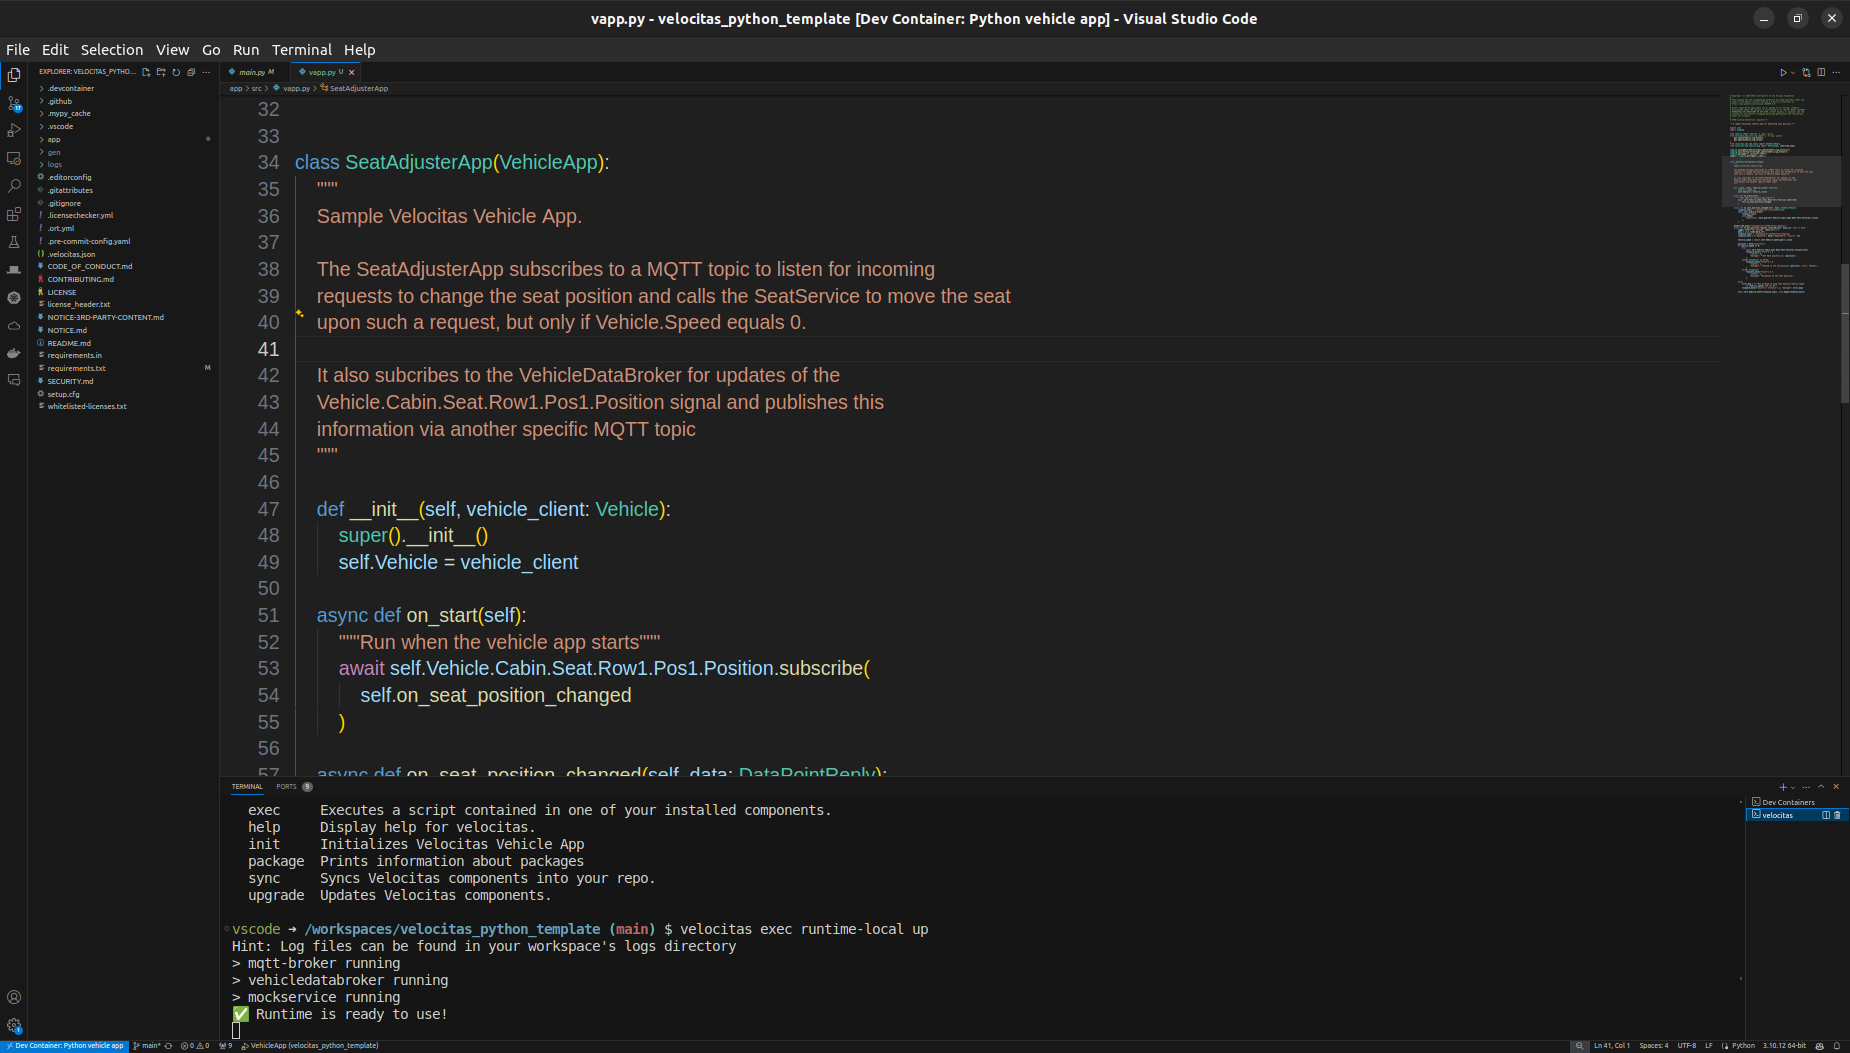 vapp.py - velocitas_python_template [Dev Container: Python vehicle app] - Visual Studio Code
File Edit Selection View Go Run Terminal Help
EXPLORER: VELOCITAS_PYTHO...
.devcontainer
.github
.mypy_cache
.vscode
app
gen
logs
.editorconfig
.gitattributes
.gitignore
.licensechecker.yml
.ort.yml
.pre-commit-config.yaml
.velocitas.json
CODE_OF_CONDUCT.md
CONTRIBUTING.md
LICENSE
license_header.txt
NOTICE-3RD-PARTY-CONTENT.md
NOTICE.md
README.md
requirements.in
requirements.txt M
SECURITY.md
setup.cfg
whitelisted-licenses.txt
main.py M vapp.py U
app > src > vapp.py > SeatAdjusterApp
32
33
34 class SeatAdjusterApp(VehicleApp):
35 """
36 Sample Velocitas Vehicle App.
37
38 The SeatAdjusterApp subscribes to a MQTT topic to listen for incoming
39 requests to change the seat position and calls the SeatService to move the seat
40 upon such a request, but only if Vehicle.Speed equals 0.
41
42 It also subcribes to the VehicleDataBroker for updates of the
43 Vehicle.Cabin.Seat.Row1.Pos1.Position signal and publishes this
44 information via another specific MQTT topic
45 """
46
47 def __init__(self, vehicle_client: Vehicle):
48 super().__init__()
49 self.Vehicle = vehicle_client
50
51 async def on_start(self):
52 """Run when the vehicle app starts"""
53 await self.Vehicle.Cabin.Seat.Row1.Pos1.Position.subscribe(
54 self.on_seat_position_changed
55 )
56
57 async def on_seat_position_changed(self, data: DataPointReply):
TERMINAL PORTS 9
exec Executes a script contained in one of your installed components.
help Display help for velocitas.
init Initializes Velocitas Vehicle App
package Prints information about packages
sync Syncs Velocitas components into your repo.
upgrade Updates Velocitas components.
vscode ➜ /workspaces/velocitas_python_template (main) $ velocitas exec runtime-local up
Hint: Log files can be found in your workspace's logs directory
> mqtt-broker running
> vehicledatabroker running
> mockservice running
✅ Runtime is ready to use!
Dev Containers
velocitas
Dev Container: Python vehicle app main* 0 0 9 VehicleApp (velocitas_python_template) Ln 41, Col 1 Spaces: 4 UTF-8 LF Python 3.10.12 64-bit